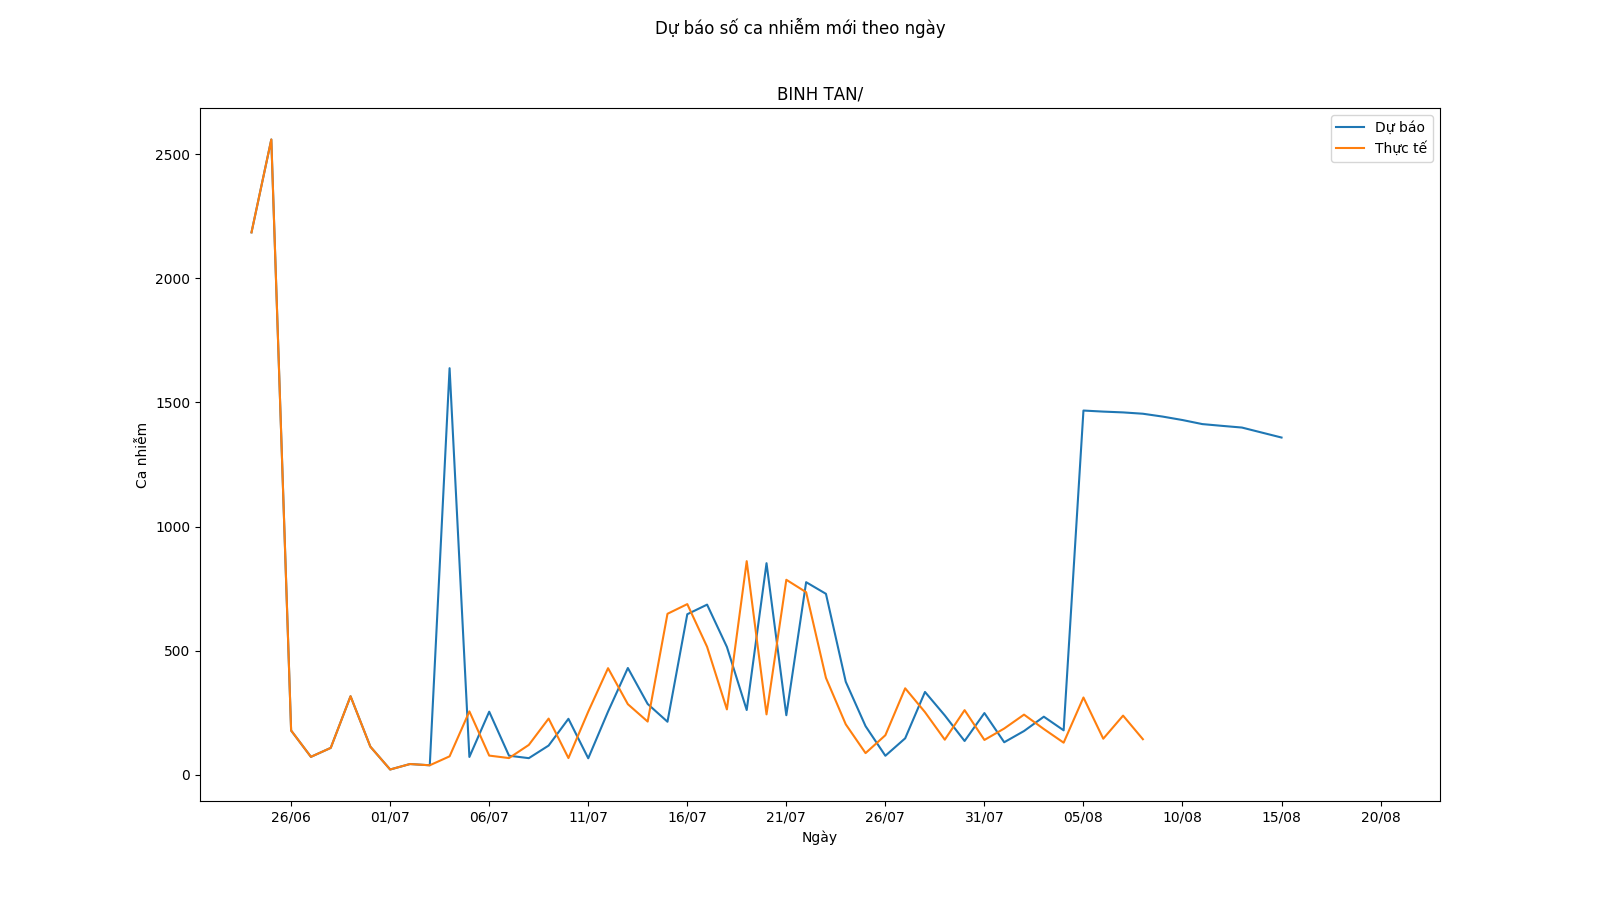 Dự báo số ca nhiễm mới theo ngày
BINH TAN/
Dự báo
Thực tế
2500
2000
1500
1000
500
0
Ca nhiễm
26/06 01/07 06/07 11/07 16/07 21/07 26/07 31/07 05/08 10/08 15/08 20/08
Ngày